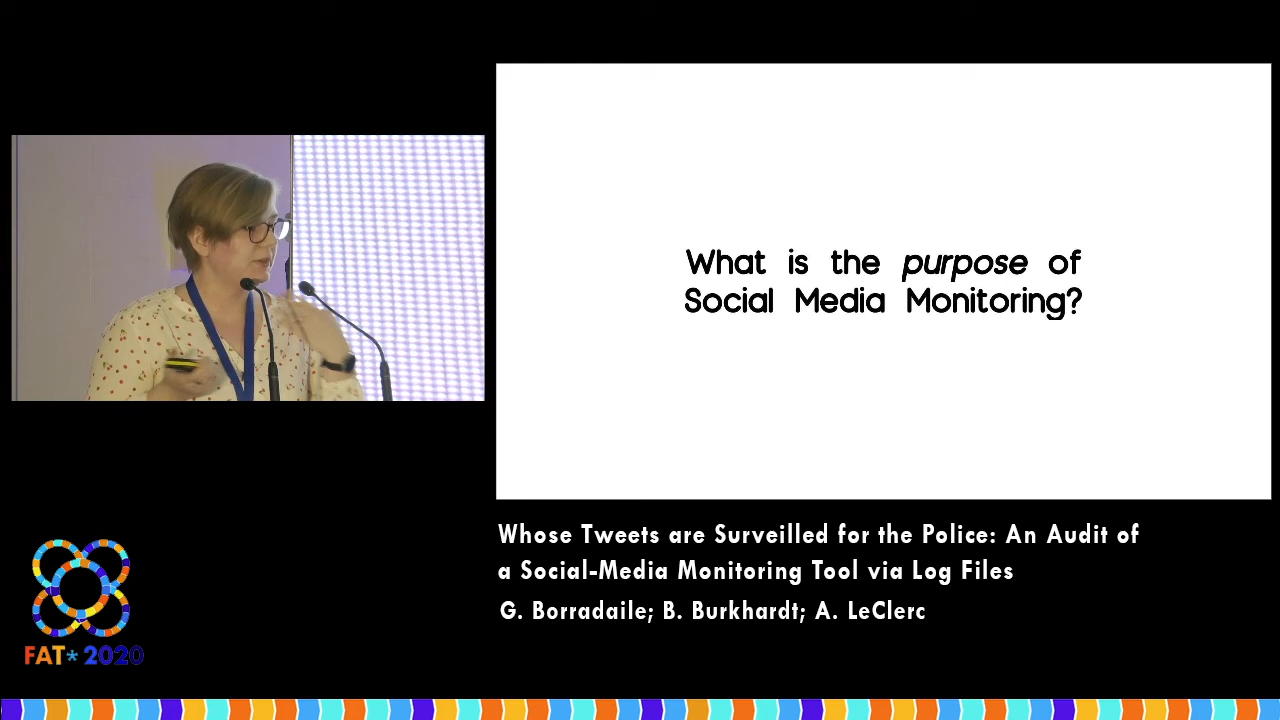 What is the purpose of
Social Media Monitoring?
Whose Tweets are Surveilled for the Police: An Audit of
a Social-Media Monitoring Tool via Log Files
G. Borradaile; B. Burkhardt; A. LeClerc
FAT* 2020